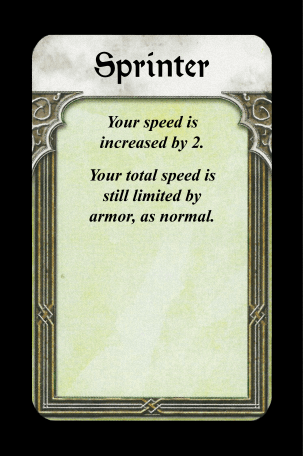 Sprinter
Your speed is
increased by 2.
Your total speed is
still limited by
armor, as normal.